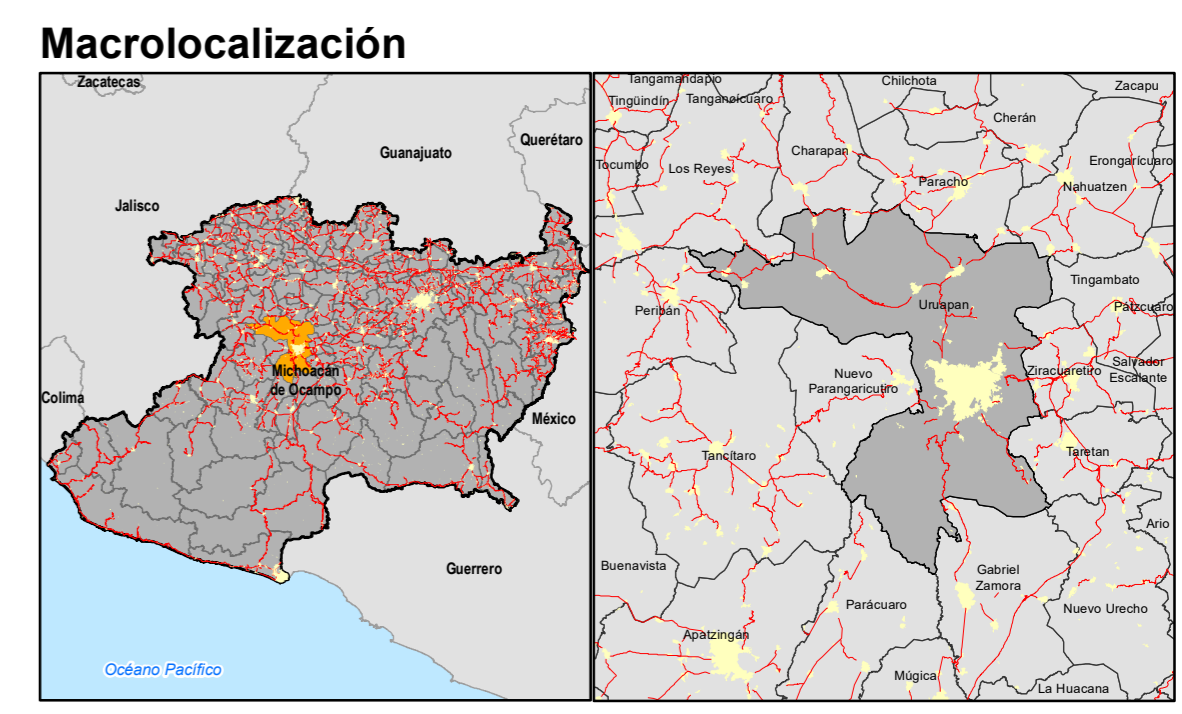 Macrolocalización
Zacatecas
Querétaro
Guanajuato
Jalisco
Michoacán
de Ocampo
Colima
México
Guerrero
Océano Pacífico
Tangamandapio
Chilchota
Zacapu
Tingüindín
Tangancícuaro
Cherán
Charapan
Tocumbo
Los Reyes
Erongarícuaro
Paracho
Nahuatzen
Tingambato
Peribán
Uruapan
Pátzcuaro
Nuevo
Parangaricutiro
Ziracuaretiro
Salvador
Escalante
Tancítaro
Taretan
Ario
Buenavista
Gabriel
Zamora
Parácuaro
Nuevo Urecho
Apatzingán
Múgica
La Huacana